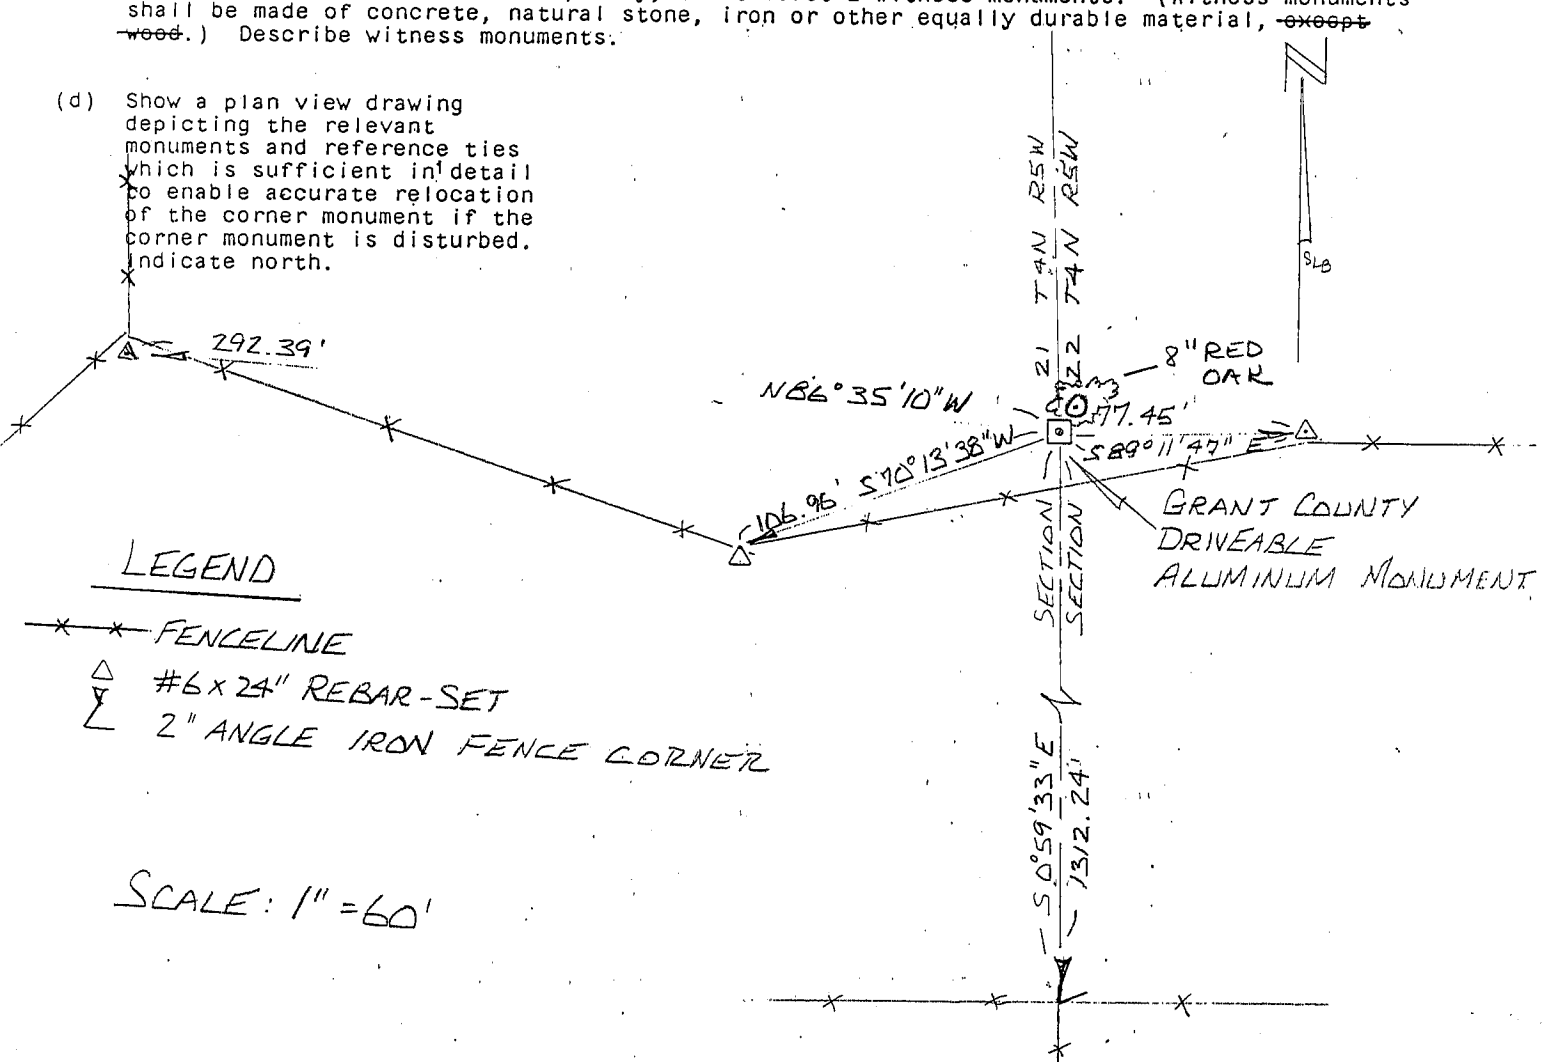 shall be made of concrete, natural stone, iron or other equally durable material, except
wood.) Describe witness monuments.
(d) Show a plan view drawing
depicting the relevant
monuments and reference ties
which is sufficient in detail
to enable accurate relocation
of the corner monument if the
corner monument is disturbed.
Indicate north.
N
SLB
21 T4N R5W
22 T4N R5W
292.39'
8" RED
OAK
N86°35'10"W
77.45'
S89°11'47"E
106.96' S70°13'38"W
GRANT COUNTY
DRIVEABLE
ALUMINUM MONUMENT
SECTION
SECTION
LEGEND
FENCELINE
#6 x 24" REBAR-SET
2" ANGLE IRON FENCE CORNER
S 0°59'33" E
1312.24'
SCALE: 1" = 60'